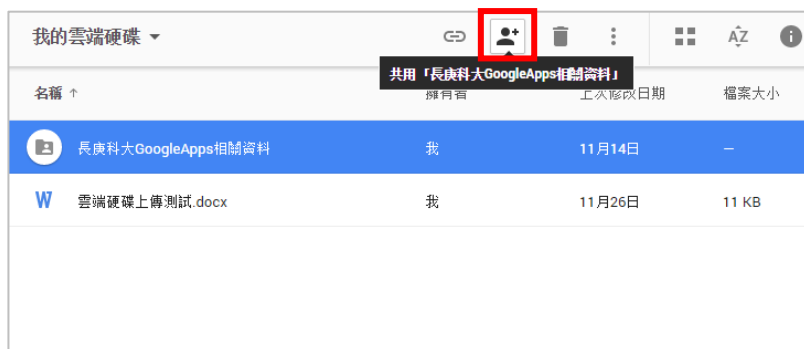 我的雲端硬碟
AZ
共用「長庚科大GoogleApps相關資料」
名稱 ↑ 擁有者 上次修改日期 檔案大小
長庚科大GoogleApps相關資料 我 11月14日 —
W 雲端硬碟上傳測試.docx 我 11月26日 11 KB